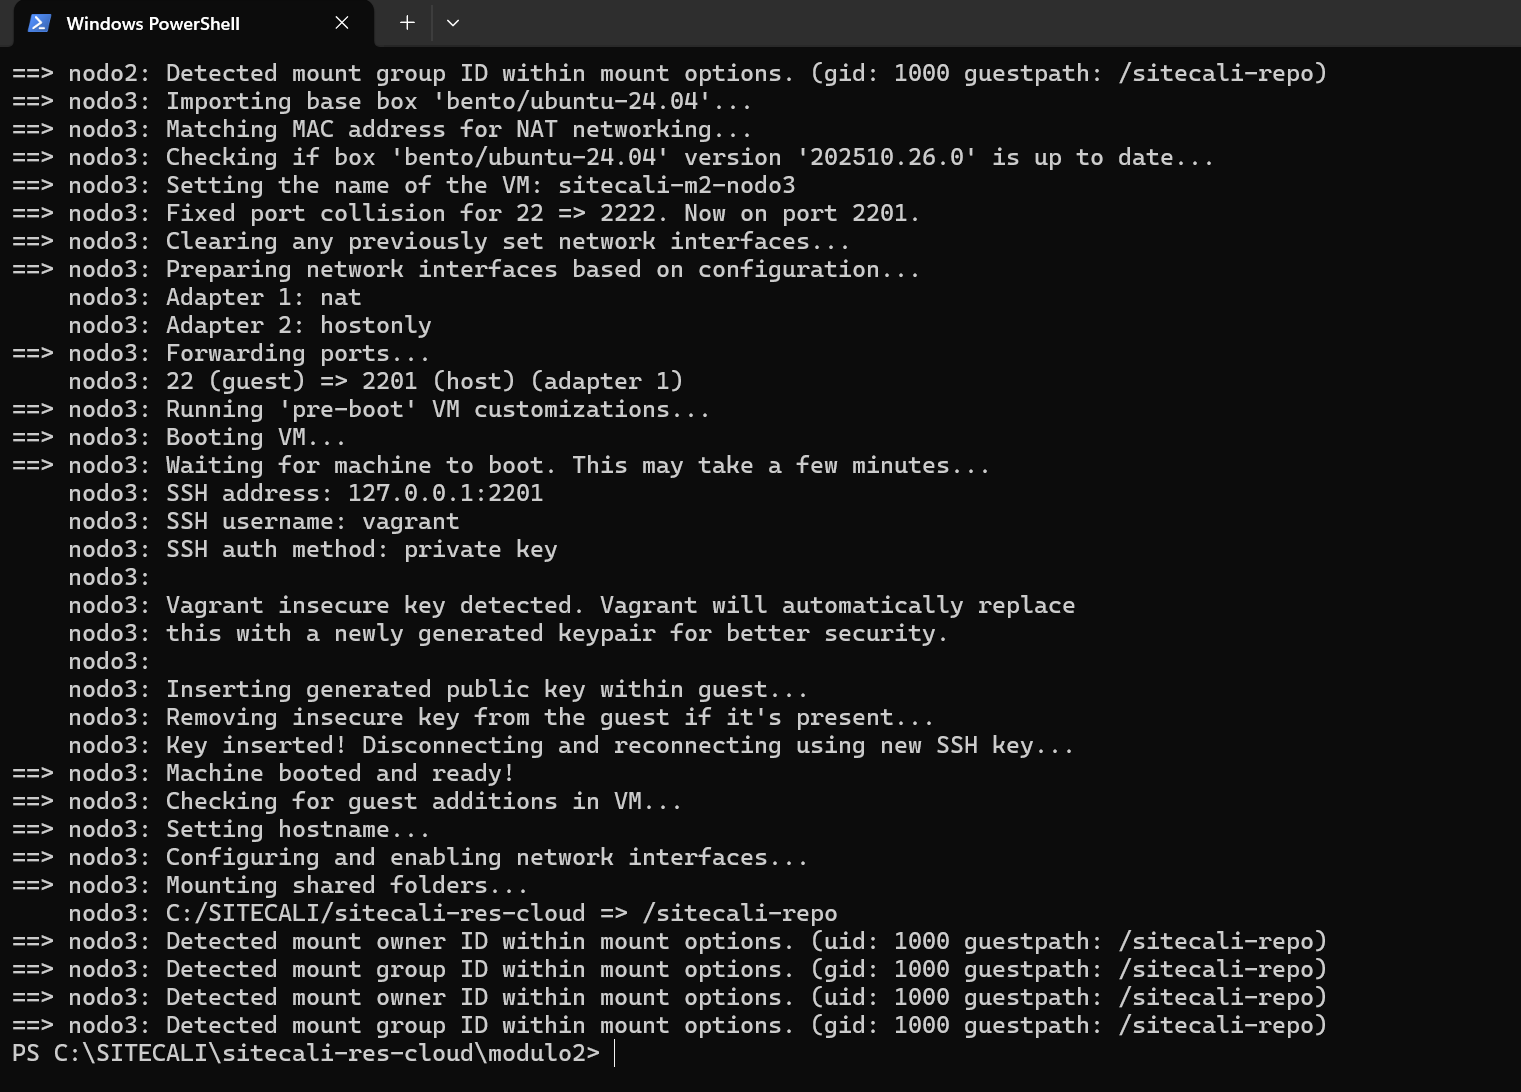 Windows PowerShell
==> nodo2: Detected mount group ID within mount options. (gid: 1000 guestpath: /sitecali-repo)
==> nodo3: Importing base box 'bento/ubuntu-24.04'...
==> nodo3: Matching MAC address for NAT networking...
==> nodo3: Checking if box 'bento/ubuntu-24.04' version '202510.26.0' is up to date...
==> nodo3: Setting the name of the VM: sitecali-m2-nodo3
==> nodo3: Fixed port collision for 22 => 2222. Now on port 2201.
==> nodo3: Clearing any previously set network interfaces...
==> nodo3: Preparing network interfaces based on configuration...
    nodo3: Adapter 1: nat
    nodo3: Adapter 2: hostonly
==> nodo3: Forwarding ports...
    nodo3: 22 (guest) => 2201 (host) (adapter 1)
==> nodo3: Running 'pre-boot' VM customizations...
==> nodo3: Booting VM...
==> nodo3: Waiting for machine to boot. This may take a few minutes...
    nodo3: SSH address: 127.0.0.1:2201
    nodo3: SSH username: vagrant
    nodo3: SSH auth method: private key
    nodo3:
    nodo3: Vagrant insecure key detected. Vagrant will automatically replace
    nodo3: this with a newly generated keypair for better security.
    nodo3:
    nodo3: Inserting generated public key within guest...
    nodo3: Removing insecure key from the guest if it's present...
    nodo3: Key inserted! Disconnecting and reconnecting using new SSH key...
==> nodo3: Machine booted and ready!
==> nodo3: Checking for guest additions in VM...
==> nodo3: Setting hostname...
==> nodo3: Configuring and enabling network interfaces...
==> nodo3: Mounting shared folders...
    nodo3: C:/SITECALI/sitecali-res-cloud => /sitecali-repo
==> nodo3: Detected mount owner ID within mount options. (uid: 1000 guestpath: /sitecali-repo)
==> nodo3: Detected mount group ID within mount options. (gid: 1000 guestpath: /sitecali-repo)
==> nodo3: Detected mount owner ID within mount options. (uid: 1000 guestpath: /sitecali-repo)
==> nodo3: Detected mount group ID within mount options. (gid: 1000 guestpath: /sitecali-repo)
PS C:\SITECALI\sitecali-res-cloud\modulo2>